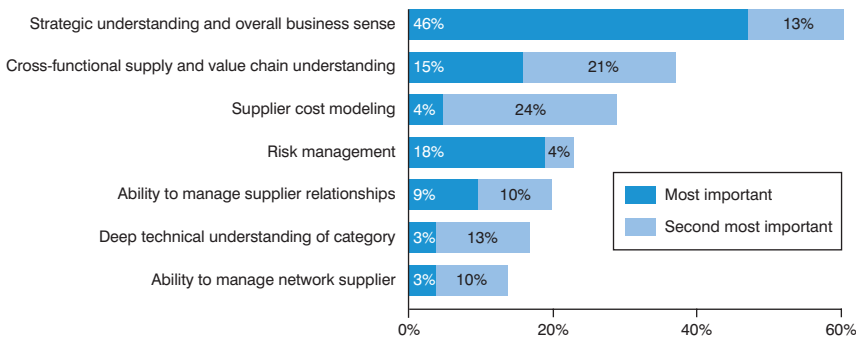 Strategic understanding and overall business sense 46% 13%
Cross-functional supply and value chain understanding 15% 21%
Supplier cost modeling 4% 24%
Risk management 18% 4%
Ability to manage supplier relationships 9% 10%
Deep technical understanding of category 3% 13%
Ability to manage network supplier 3% 10%
Most important
Second most important
0% 20% 40% 60%